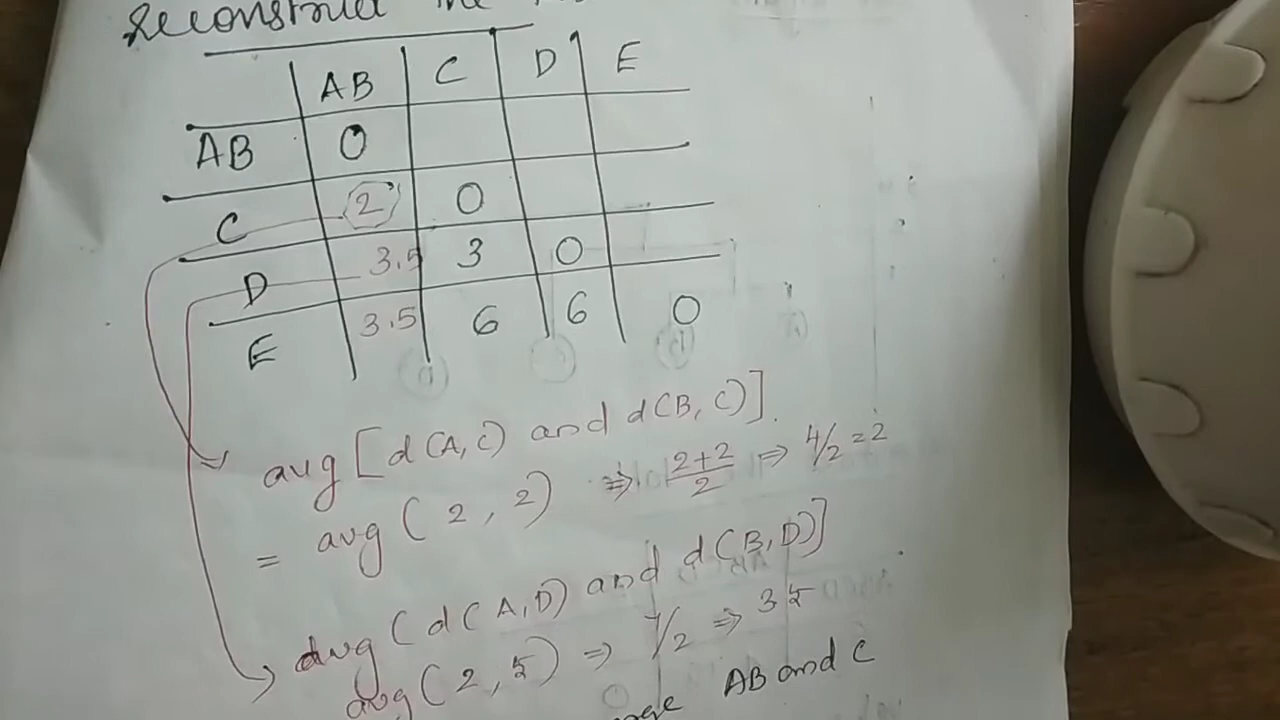 Reconstruct the
AB C D E
AB 0
C 2 0
D 3.5 3 0
E 3.5 6 6 0
avg [d(A,C) and d(B,C)].
= avg (2, 2) ⇒ 2+2/2 ⇒ 4/2 = 2
avg (d(A,D) and d(B,D)]
avg (2, 5) ⇒ 7/2 ⇒ 3.5
AB and C